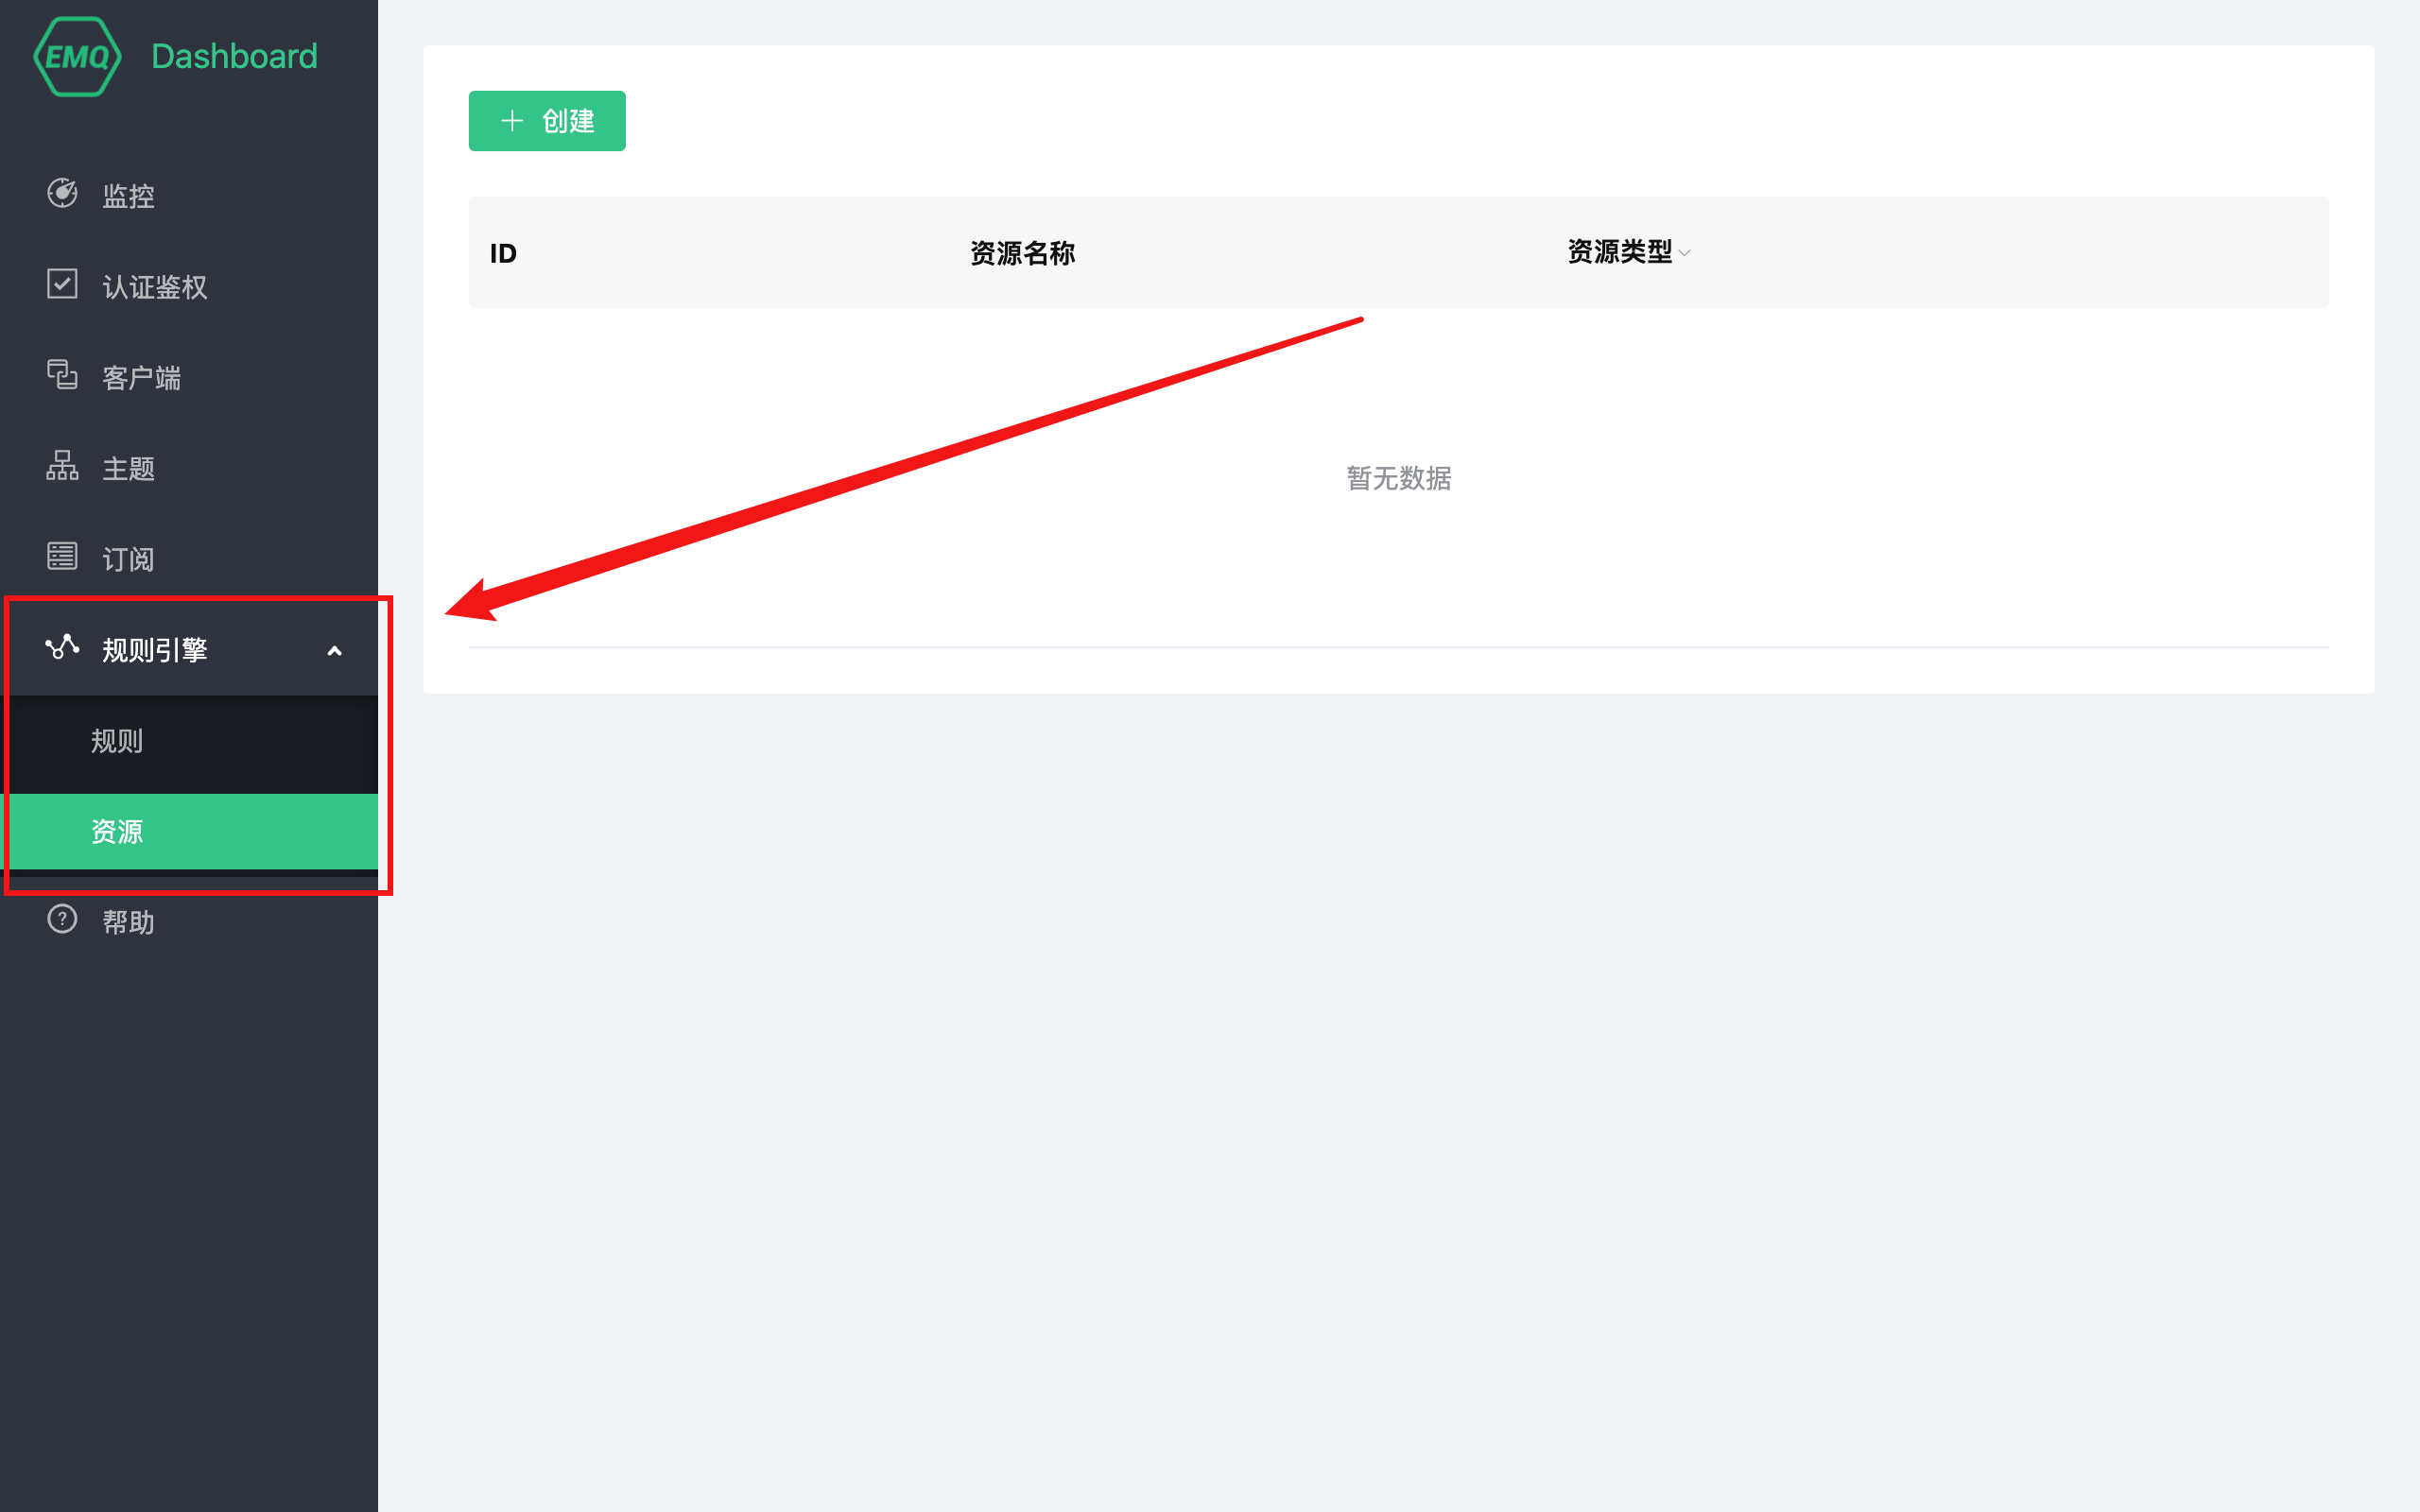 EMQ Dashboard
监控
认证鉴权
客户端
主题
订阅
规则引擎
规则
资源
帮助
创建
ID 资源名称 资源类型
暂无数据